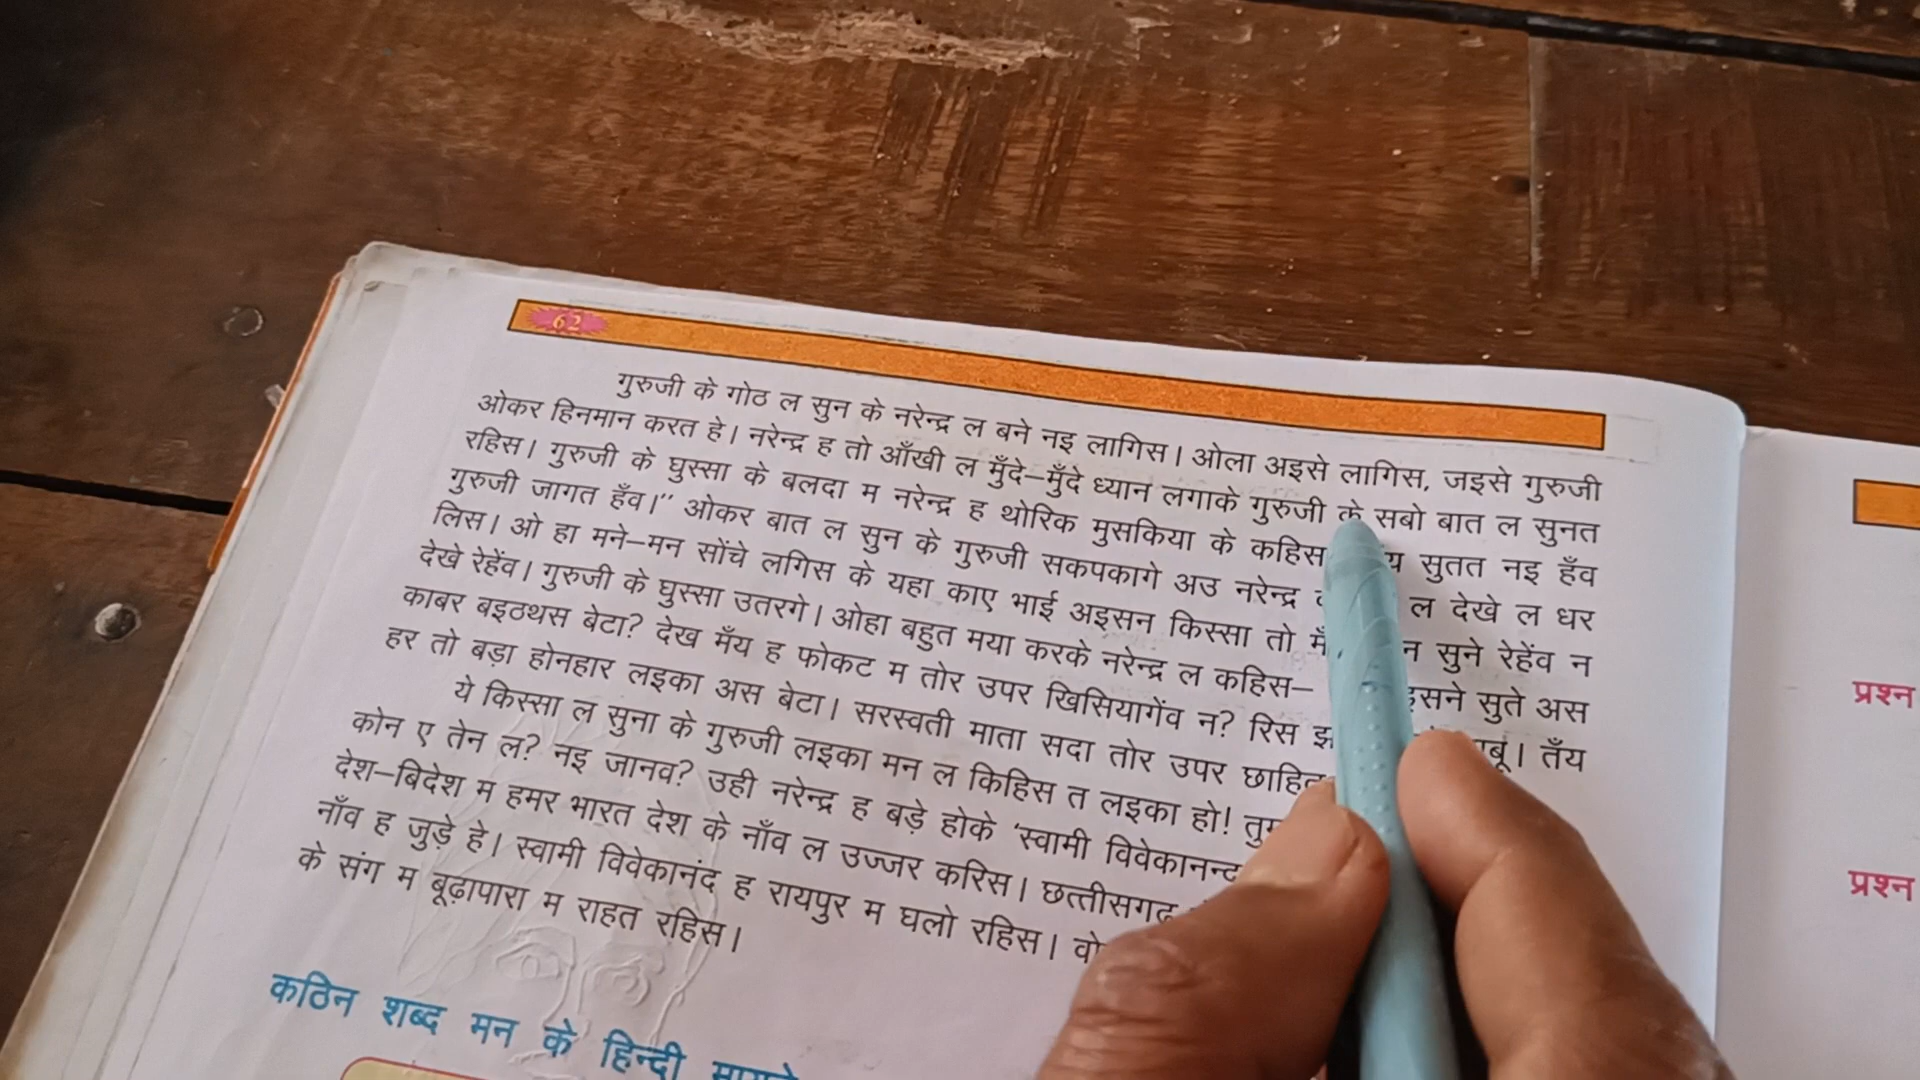 62
गुरुजी के गोठ ल सुन के नरेन्द्र ल बने नइ लागिस। ओला अइसे लागिस, जइसे गुरुजी
ओकर हिनमान करत हे। नरेन्द्र ह तो आँखी ल मुँदे–मुँदे ध्यान लगाके गुरुजी के सबो बात ल सुनत
रहिस। गुरुजी के घुस्सा के बलदा म नरेन्द्र ह थोरिक मुसकिया के कहिस सुतत नइ हँव
गुरुजी जागत हँव।” ओकर बात ल सुन के गुरुजी सकपकागे अउ नरेन्द्र ल देखे ल धर
लिस। ओ हा मने–मन सोंचे लगिस के यहा काए भाई अइसन किस्सा तो सुने रेहेंव न
देखे रेहेंव। गुरुजी के घुस्सा उतरगे। ओहा बहुत मया करके नरेन्द्र ल कहिस– सुते अस
काबर बइठथस बेटा? देख मँय ह फोकट म तोर उपर खिसियागेंव न? रिस तँय
हर तो बड़ा होनहार लइका अस बेटा। सरस्वती माता सदा तोर उपर
ये किस्सा ल सुना के गुरुजी लइका मन ल किहिस त लइका हो!
कोन ए तेन ल? नइ जानव? उही नरेन्द्र ह बड़े होके ‘स्वामी विवेकानन्द
देश–बिदेश म हमर भारत देश के नाँव ल उज्जर करिस। छत्तीसगढ़
नाँव ह जुड़े हे। स्वामी विवेकानंद ह रायपुर म घलो रहिस।
के संग म बूढ़ापारा म राहत रहिस।
कठिन शब्द मन के हिन्दी
प्रश्न
प्रश्न